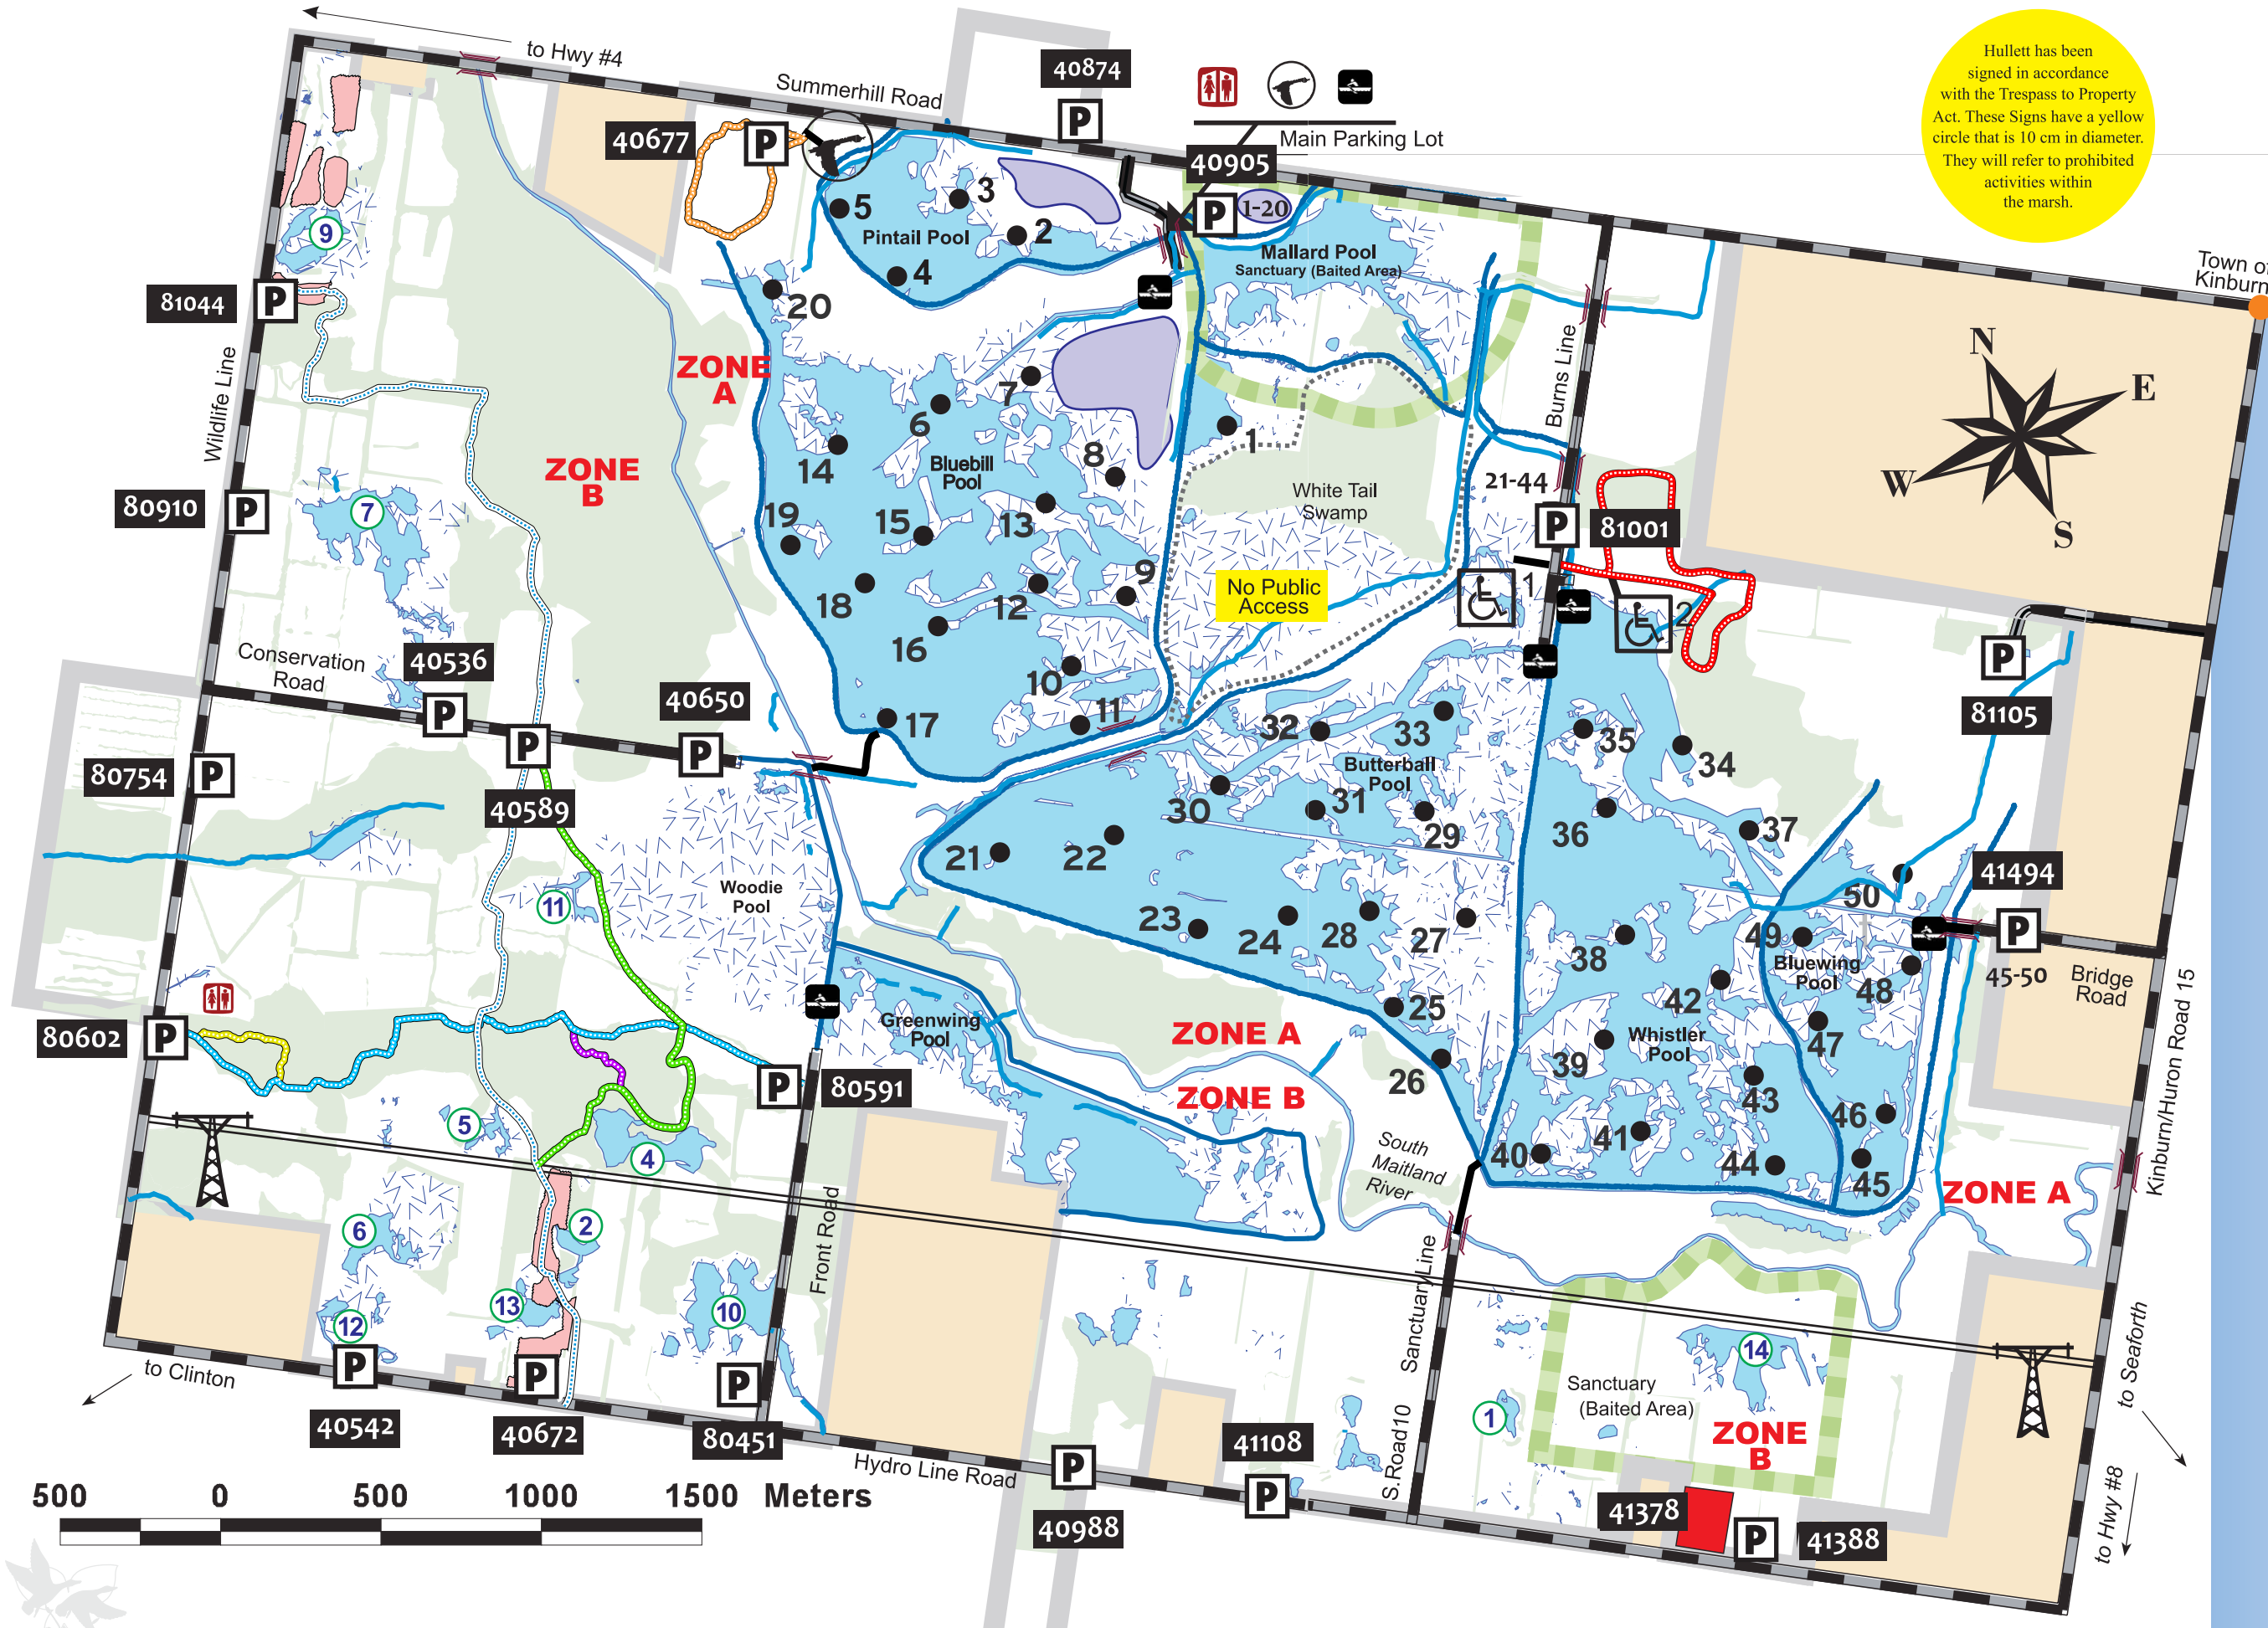 to Hwy #4
Summerhill Road
40874
Main Parking Lot
Hullett has been
signed in accordance
with the Trespass to Property
Act. These Signs have a yellow
circle that is 10 cm in diameter.
They will refer to prohibited
activities within
the marsh.
40677
P
P
40905
P
1-20
Town of
Kinburn
5
3
2
4
Pintail Pool
Mallard Pool
Sanctuary (Baited Area)
9
81044
P
20
ZONE
A
Wildlife Line
Burns Line
N
E
W
S
7
6
14
8
1
Bluebill
Pool
ZONE
B
80910
P
7
19
15
13
White Tail
Swamp
21-44
P
81001
18
12
9
No Public
Access
1
2
16
10
Conservation
Road
40536
P
40650
P
17
11
32
33
35
34
P
81105
80754
P
P
40589
Butterball
Pool
30
31
29
36
37
21
22
50
41494
P
45-50
Bridge
Road
Woodie
Pool
11
23
24
28
27
38
49
Bluewing
Pool
48
42
25
Greenwing
Pool
ZONE A
80602
P
Whistler
Pool
39
47
26
P
80591
ZONE B
43
46
5
4
South
Maitland
River
40
41
44
45
ZONE A
Kinburn/Huron Road 15
6
2
Front Road
13
12
10
Sanctuary Line
S. Road10
14
1
Sanctuary
(Baited Area)
ZONE
B
to Seaforth
to Clinton
P
P
P
40542
40672
80451
Hydro Line Road
P
40988
41108
P
41378
P
41388
to Hwy #8
500 0 500 1000 1500 Meters